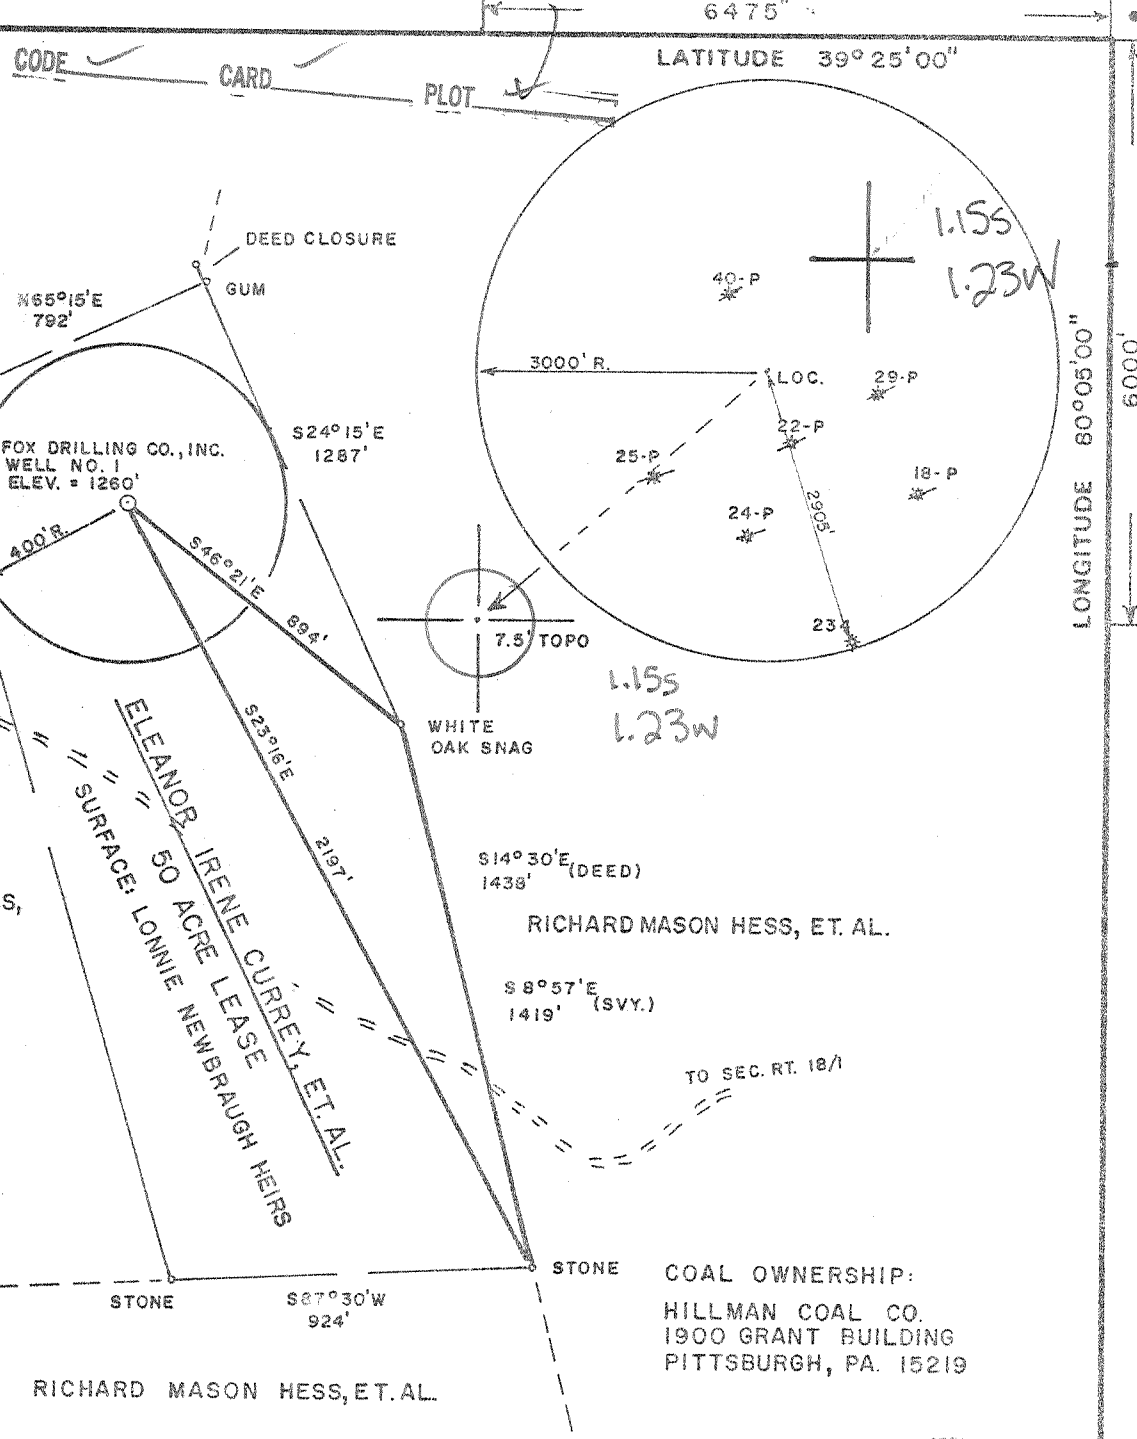 6475"
LATITUDE 39°25'00"
CODE
CARD
PLOT
DEED CLOSURE
GUM
N65°15'E
792'
1.15s
1.23W
40-P
3000' R.
LOC.
29-P
22-P
25-P
18-P
24-P
2905'
234
LONGITUDE 80°05'00"
6000'
S24°15'E
1287'
FOX DRILLING CO., INC.
WELL NO. 1
ELEV. = 1260'
400'R.
S46°21'E
894'
7.5' TOPO
1.15s
1.23W
WHITE
OAK SNAG
S23°16'E
2197'
ELEANOR IRENE CURREY, ET. AL.
50 ACRE LEASE
SURFACE: LONNIE NEWBRAUGH HEIRS
S,
S14°30'E (DEED)
1438'
RICHARD MASON HESS, ET. AL.
S 8°57'E (SVY.)
1419'
TO SEC. RT. 18/1
STONE
STONE
S87°30'W
924'
COAL OWNERSHIP:
HILLMAN COAL CO.
1900 GRANT BUILDING
PITTSBURGH, PA. 15219
RICHARD MASON HESS, ET. AL.